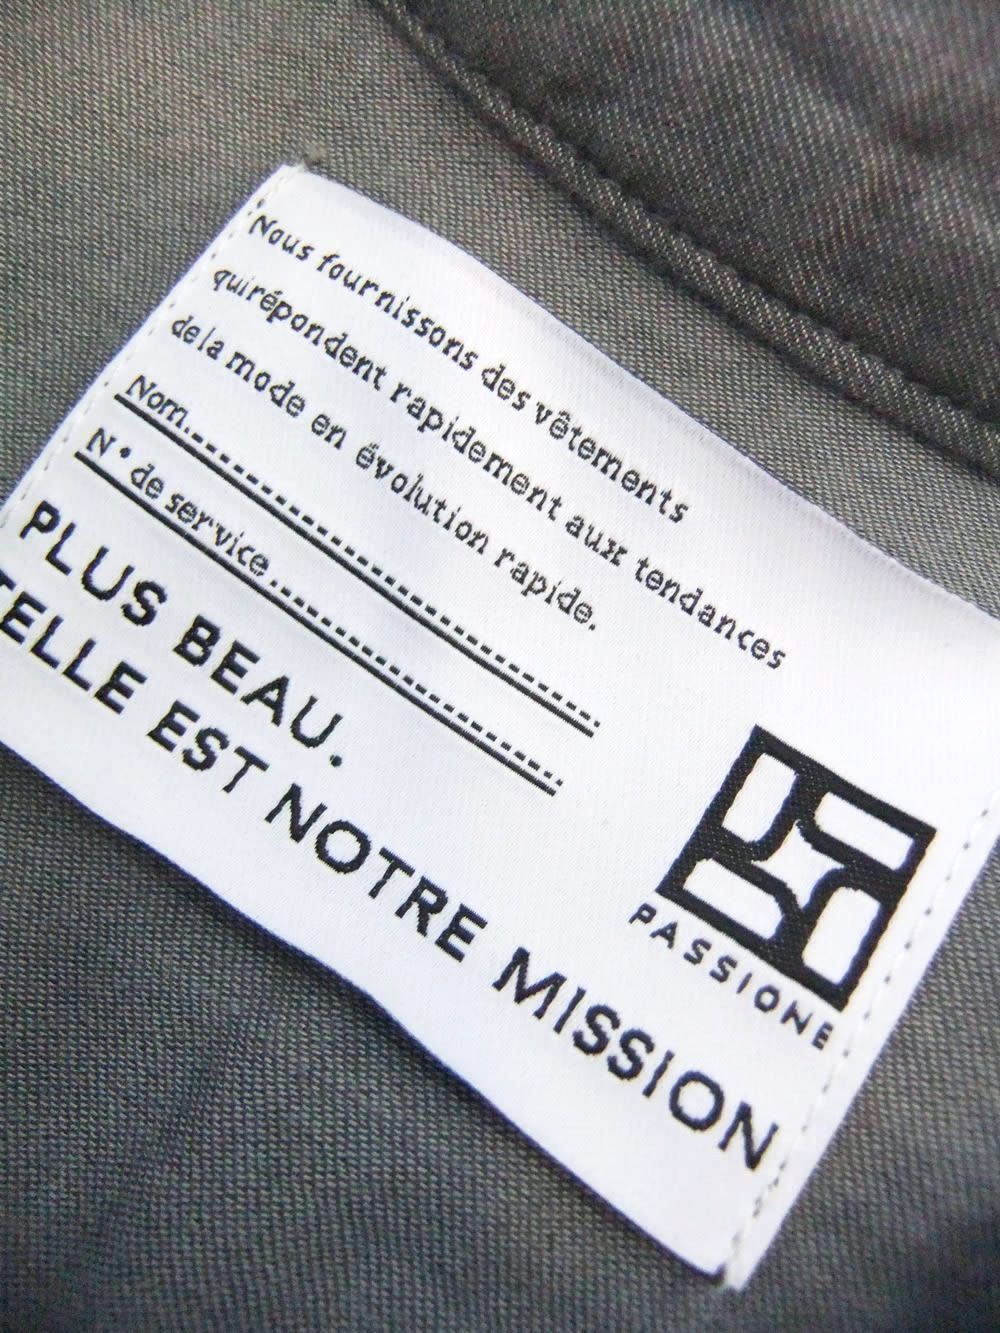 Nous fournissons des vêtements
quirépondent rapidement aux tendances
dela mode en évolution rapide.
Nom
N° de service
PLUS BEAU.
TELLE EST NOTRE MISSION
PASSIONE